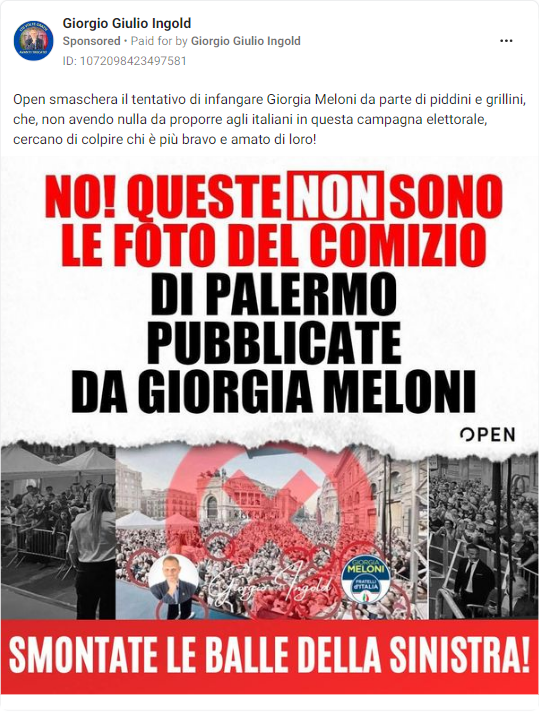 Giorgio Giulio Ingold
Sponsored • Paid for by Giorgio Giulio Ingold
ID: 1072098423497581
Open smaschera il tentativo di infangare Giorgia Meloni da parte di piddini e grillini,
che, non avendo nulla da proporre agli italiani in questa campagna elettorale,
cercano di colpire chi è più bravo e amato di loro!
NO! QUESTE NON SONO
LE FOTO DEL COMIZIO
DI PALERMO
PUBBLICATE
DA GIORGIA MELONI
OPEN
Giorgio Ingold
GIORGIA
MELONI
FRATELLI
d'ITALIA
SMONTATE LE BALLE DELLA SINISTRA!